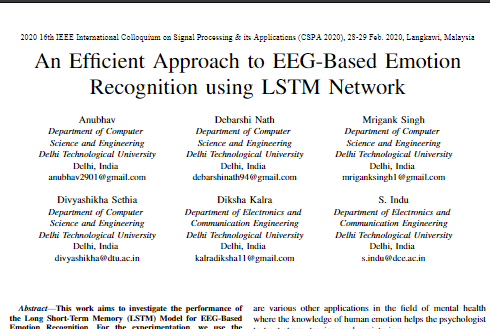 2020 16th IEEE International Colloquium on Signal Processing & its Applications (CSPA 2020), 28-29 Feb. 2020, Langkawi, Malaysia
An Efficient Approach to EEG-Based Emotion
Recognition using LSTM Network
Anubhav
Department of Computer
Science and Engineering
Delhi Technological University
Delhi, India
anubhav2901@gmail.com
Debarshi Nath
Department of Computer
Science and Engineering
Delhi Technological University
Delhi, India
debarshinath94@gmail.com
Mrigank Singh
Department of Computer
Science and Engineering
Delhi Technological University
Delhi, India
mriganksingh1@gmail.com
Divyashikha Sethia
Department of Computer
Science and Engineering
Delhi Technological University
Delhi, India
divyashikha@dtu.ac.in
Diksha Kalra
Department of Electronics and
Communication Engineering
Delhi Technological University
Delhi, India
kalradiksha11@gmail.com
S. Indu
Department of Electronics and
Communication Engineering
Delhi Technological University
Delhi, India
s.indu@dce.ac.in
Abstract—This work aims to investigate the performance of
the Long Short-Term Memory (LSTM) Model for EEG-Based
Emotion Recognition. For the experimentation, we use the
are various other applications in the field of mental health
where the knowledge of human emotion helps the psychologist